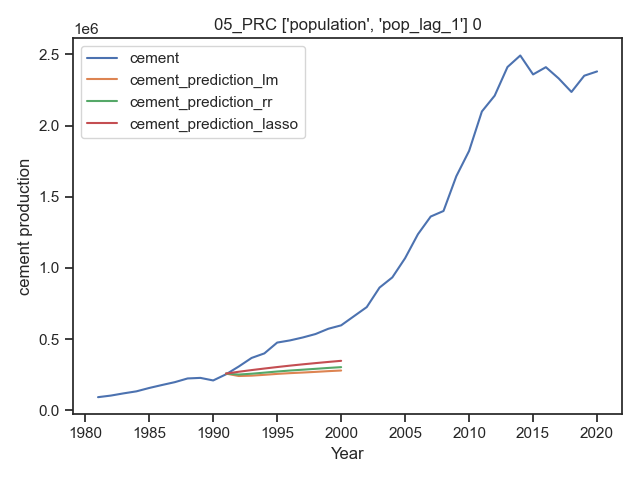 05_PRC ['population', 'pop_lag_1'] 0
1e6
cement
cement_prediction_lm
cement_prediction_rr
cement_prediction_lasso
2.5
2.0
1.5
1.0
0.5
0.0
cement production
1980 1985 1990 1995 2000 2005 2010 2015 2020
Year